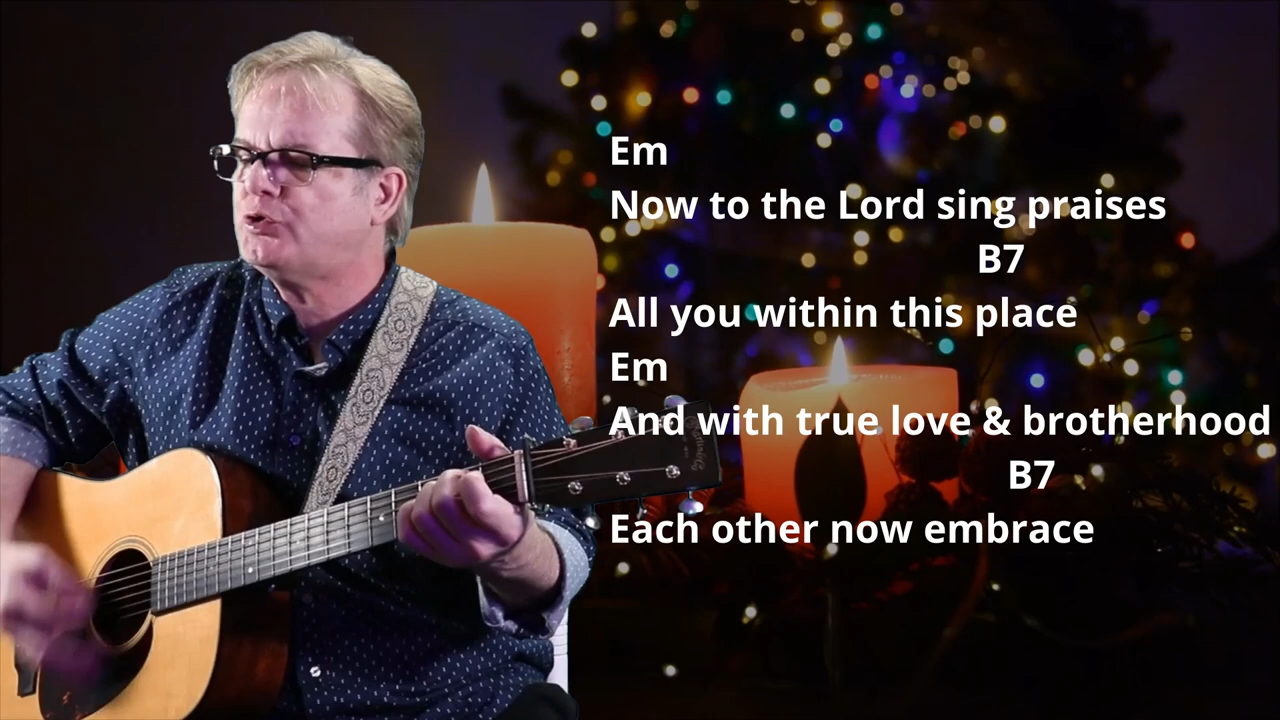 Em
Now to the Lord sing praises
B7
All you within this place
Em
And with true love & brotherhood
B7
Each other now embrace